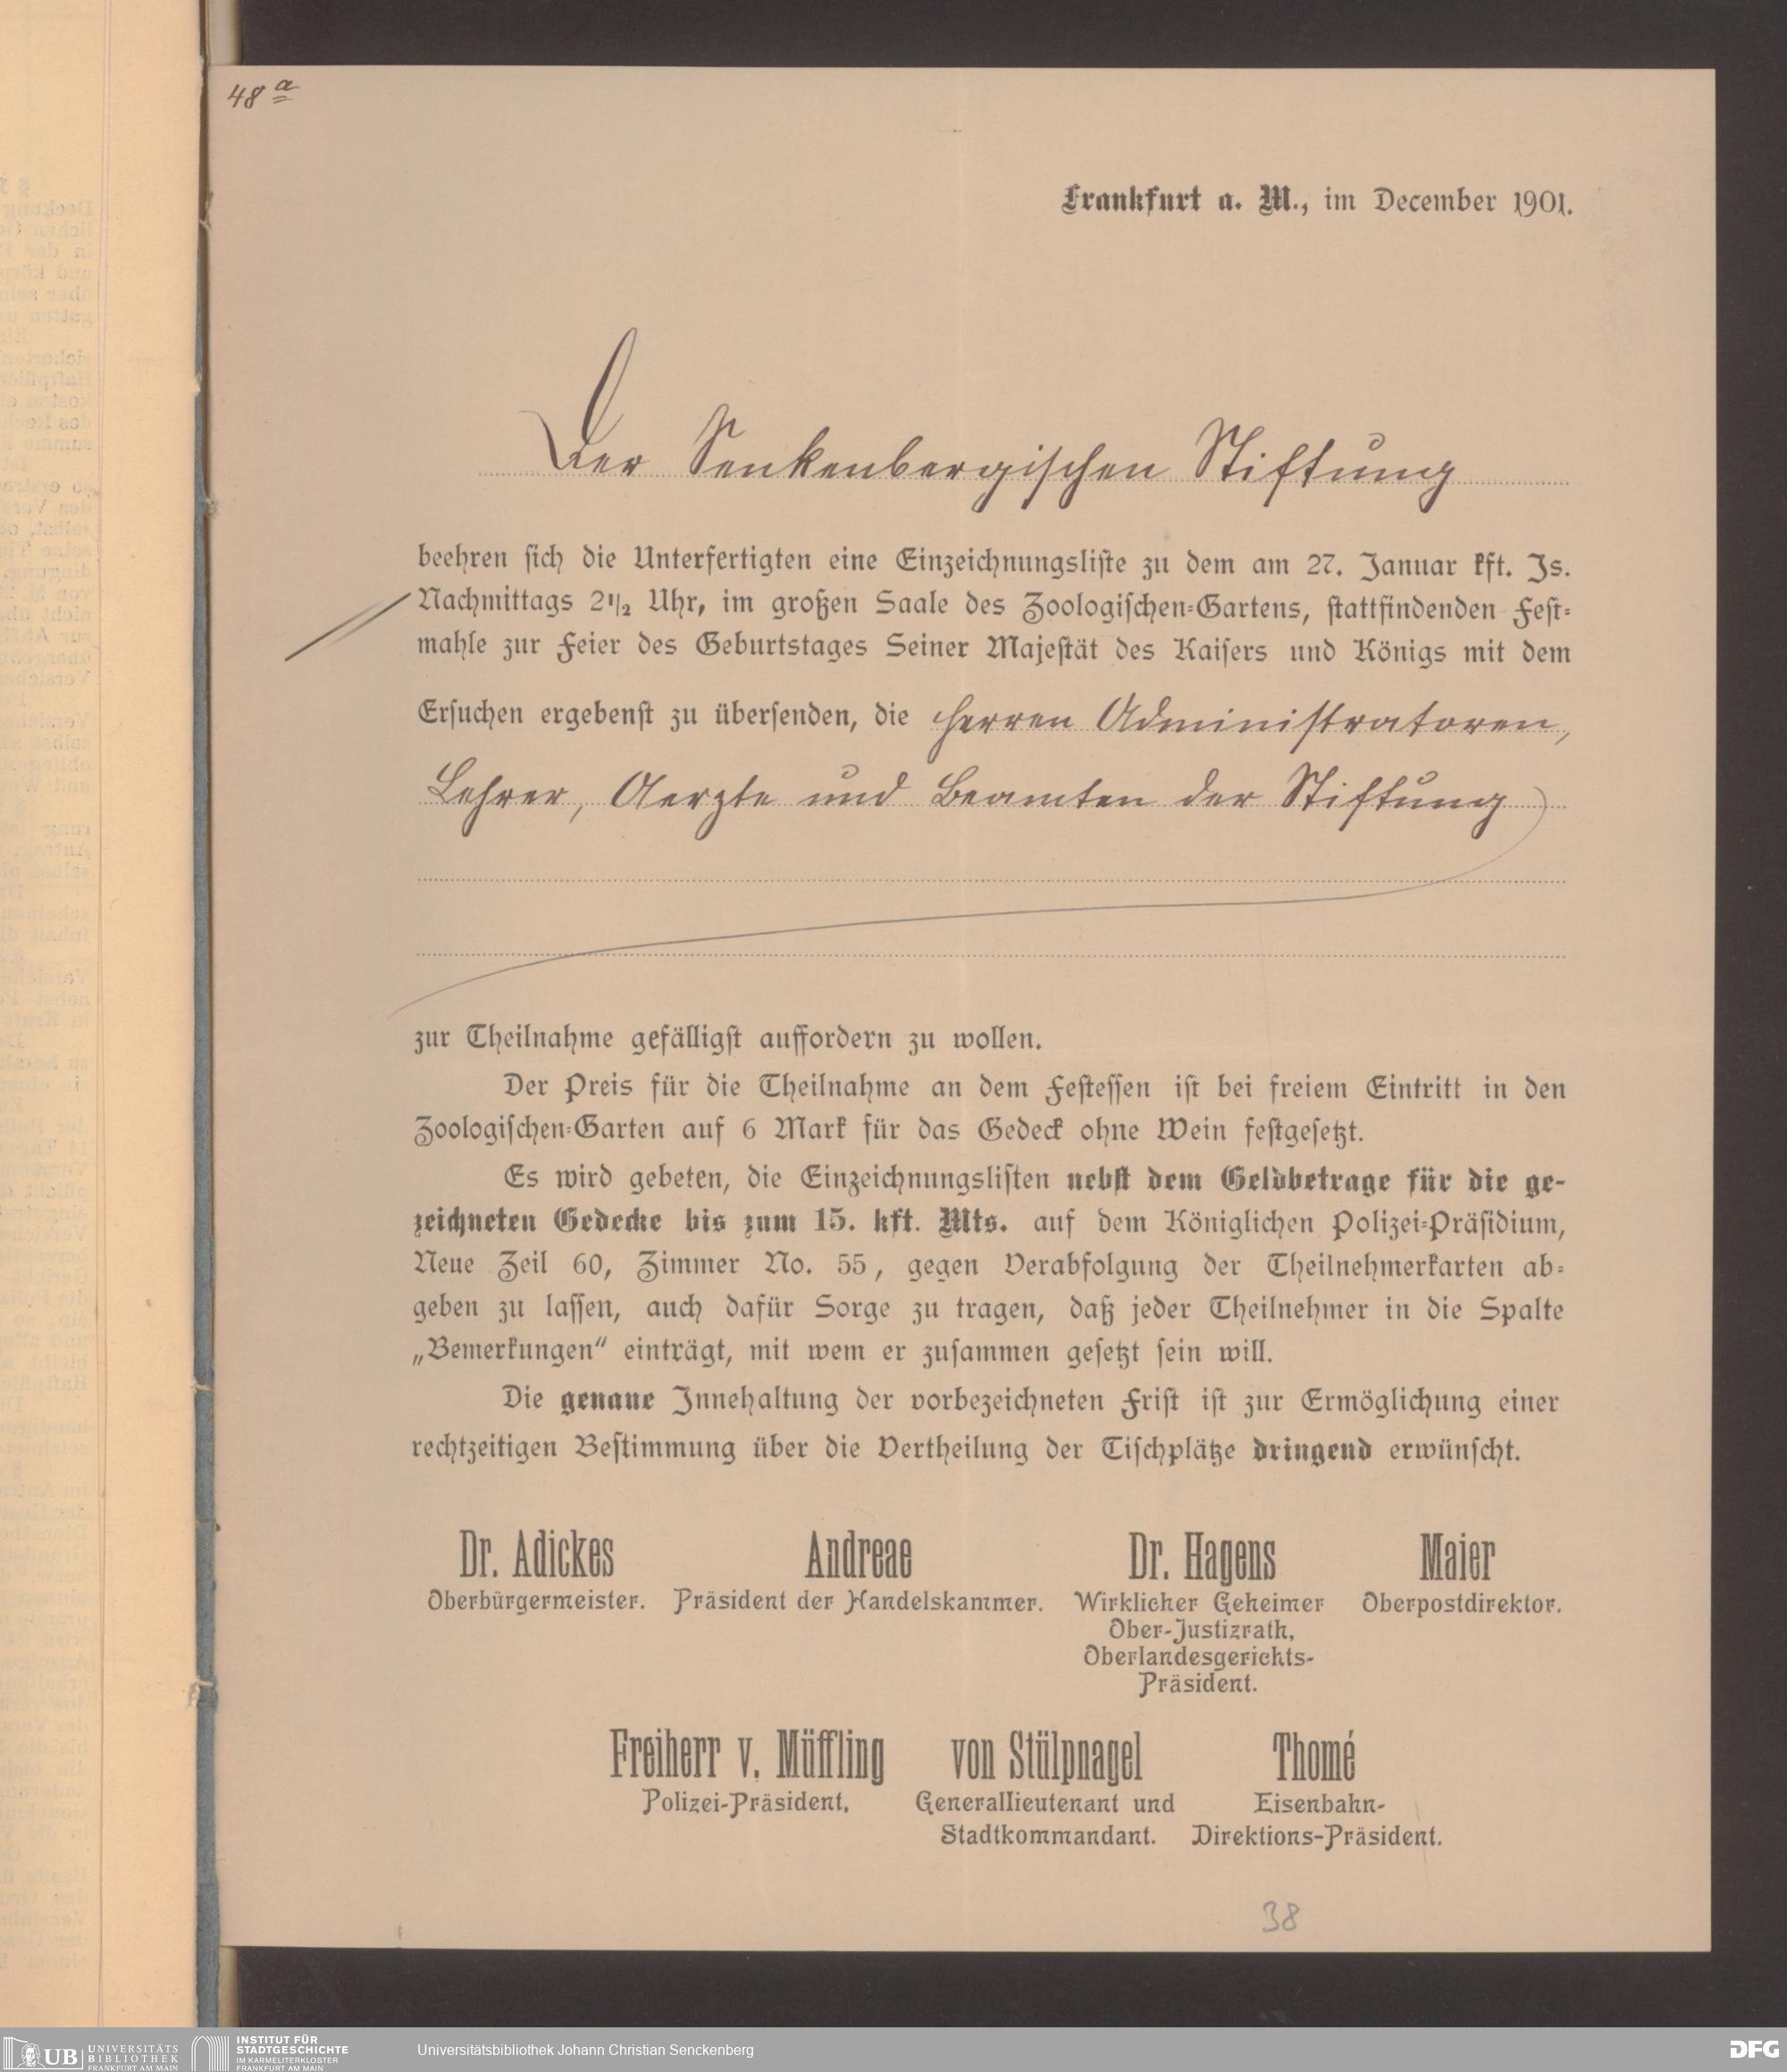 48 a
Frankfurt a. M., im December 1901.
Der Senkenbergischen Stiftung
beehren sich die Unterfertigten eine Einzeichnungsliste zu dem am 27. Januar kft. Js.
Nachmittags 2 1/2 Uhr, im großen Saale des Zoologischen-Gartens, stattfindenden Fest-
mahle zur Feier des Geburtstages Seiner Majestät des Kaisers und Königs mit dem
Ersuchen ergebenst zu übersenden, die Herren Administratoren,
Lehrer, Aerzte und Beamten der Stiftung
zur Theilnahme gefälligst auffordern zu wollen.
Der Preis für die Theilnahme an dem Festessen ist bei freiem Eintritt in den
Zoologischen-Garten auf 6 Mark für das Gedeck ohne Wein festgesetzt.
Es wird gebeten, die Einzeichnungslisten nebst dem Geldbetrage für die ge-
zeichneten Gedecke bis zum 15. kft. Mts. auf dem Königlichen Polizei-Präsidium,
Neue Zeil 60, Zimmer No. 55, gegen Verabfolgung der Theilnehmerkarten ab-
geben zu lassen, auch dafür Sorge zu tragen, daß jeder Theilnehmer in die Spalte
„Bemerkungen“ einträgt, mit wem er zusammen gesetzt sein will.
Die genaue Innehaltung der vorbezeichneten Frist ist zur Ermöglichung einer
rechtzeitigen Bestimmung über die Vertheilung der Tischplätze dringend erwünscht.
Dr. Adickes Andreae Dr. Hagens Maier
Oberbürgermeister. Präsident der Handelskammer. Wirklicher Geheimer Oberpostdirektor.
Ober-Justizrath,
Oberlandesgerichts-
Präsident.
Freiherr v. Müffling von Stülpnagel Thomé
Polizei-Präsident. Generallieutenant und Eisenbahn-
Stadtkommandant. Direktions-Präsident.
38
UB UNIVERSITÄTS
BIBLIOTHEK
FRANKFURT AM MAIN
INSTITUT FÜR
STADTGESCHICHTE
IM KARMELITERKLOSTER
FRANKFURT AM MAIN
Universitätsbibliothek Johann Christian Senckenberg
DFG